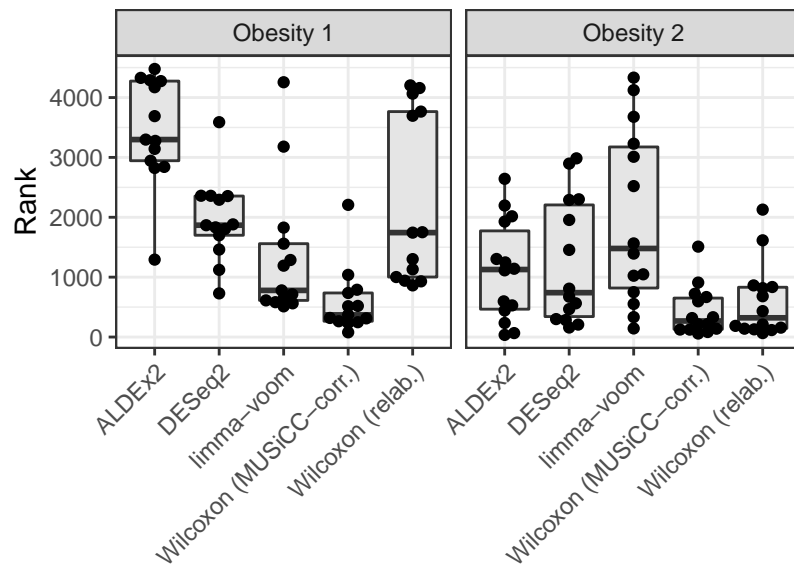 Obesity 1
Obesity 2
Rank
4000
3000
2000
1000
0
ALDEx2
DESeq2
limma−voom
Wilcoxon (MUSiCC−corr.)
Wilcoxon (relab.)
ALDEx2
DESeq2
limma−voom
Wilcoxon (MUSiCC−corr.)
Wilcoxon (relab.)